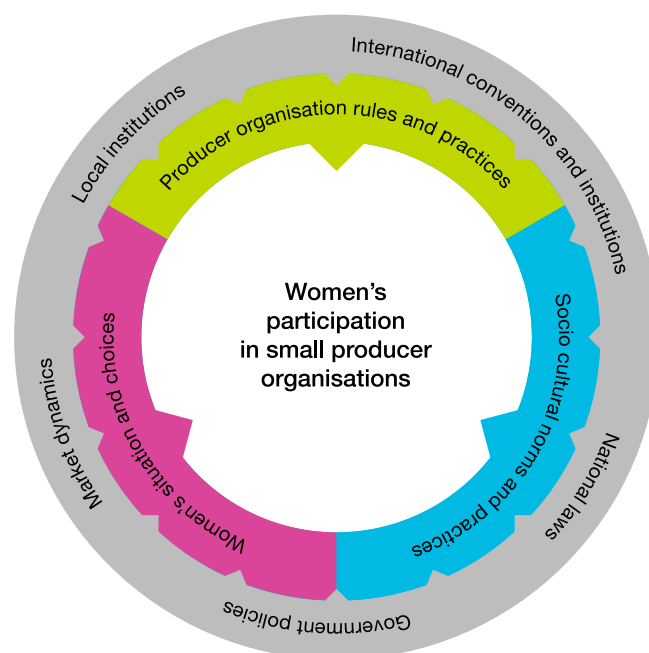 International conventions and institutions
Local institutions
Producer organisation rules and practices
Women's
participation
in small producer
organisations
Socio cultural norms and practices
Women's situation and choices
Market dynamics
National laws
Government policies